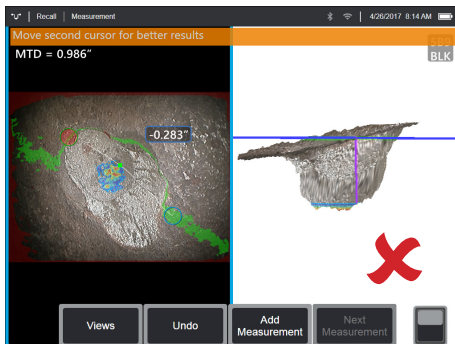 Recall Measurement 4/26/2017 8:14 AM
Move second cursor for better results
MTD = 0.986"
BLK
-0.283"
Views
Undo
Add
Measurement
Next
Measurement